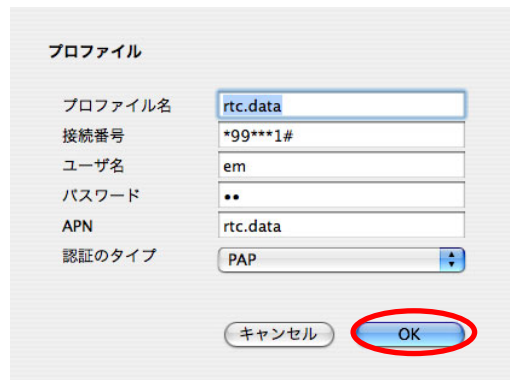 プロファイル
プロファイル名 rtc.data
接続番号 *99***1#
ユーザ名 em
パスワード ••
APN rtc.data
認証のタイプ PAP
キャンセル OK